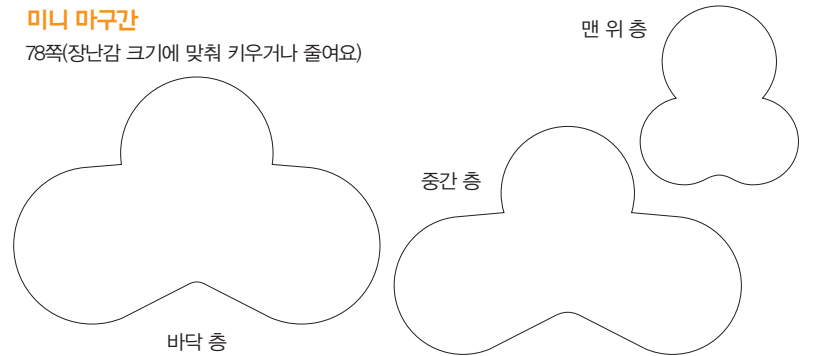 미니 마구간
78쪽(장난감 크기에 맞춰 키우거나 줄여요)
맨 위 층
중간 층
바닥 층